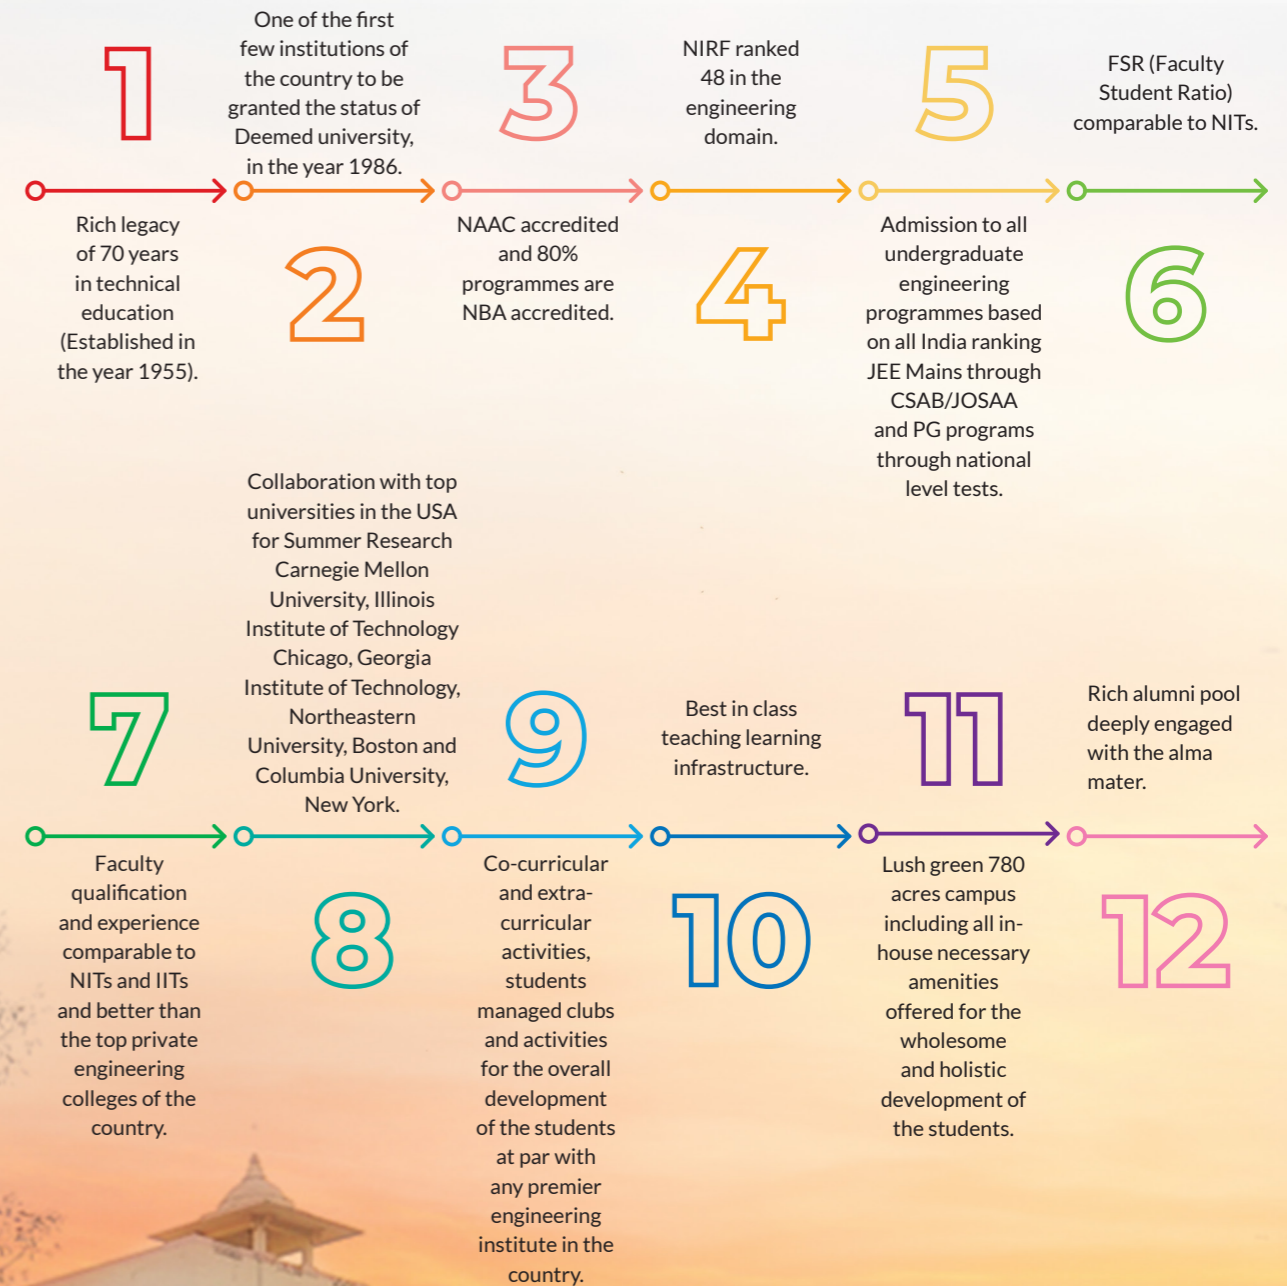 1
Rich legacy
of 70 years
in technical
education
(Established in
the year 1955).
One of the first
few institutions of
the country to be
granted the status of
Deemed university,
in the year 1986.
2
3
NAAC accredited
and 80%
programmes are
NBA accredited.
NIRF ranked
48 in the
engineering
domain.
4
5
Admission to all
undergraduate
engineering
programmes based
on all India ranking
JEE Mains through
CSAB/JOSAA
and PG programs
through national
level tests.
FSR (Faculty
Student Ratio)
comparable to NITs.
6
7
Faculty
qualification
and experience
comparable to
NITs and IITs
and better than
the top private
engineering
colleges of the
country.
Collaboration with top
universities in the USA
for Summer Research
Carnegie Mellon
University, Illinois
Institute of Technology
Chicago, Georgia
Institute of Technology,
Northeastern
University, Boston and
Columbia University,
New York.
8
9
Co-curricular
and extra-
curricular
activities,
students
managed clubs
and activities
for the overall
development
of the students
at par with
any premier
engineering
institute in the
country.
Best in class
teaching learning
infrastructure.
10
11
Lush green 780
acres campus
including all in-
house necessary
amenities
offered for the
wholesome
and holistic
development of
the students.
Rich alumni pool
deeply engaged
with the alma
mater.
12